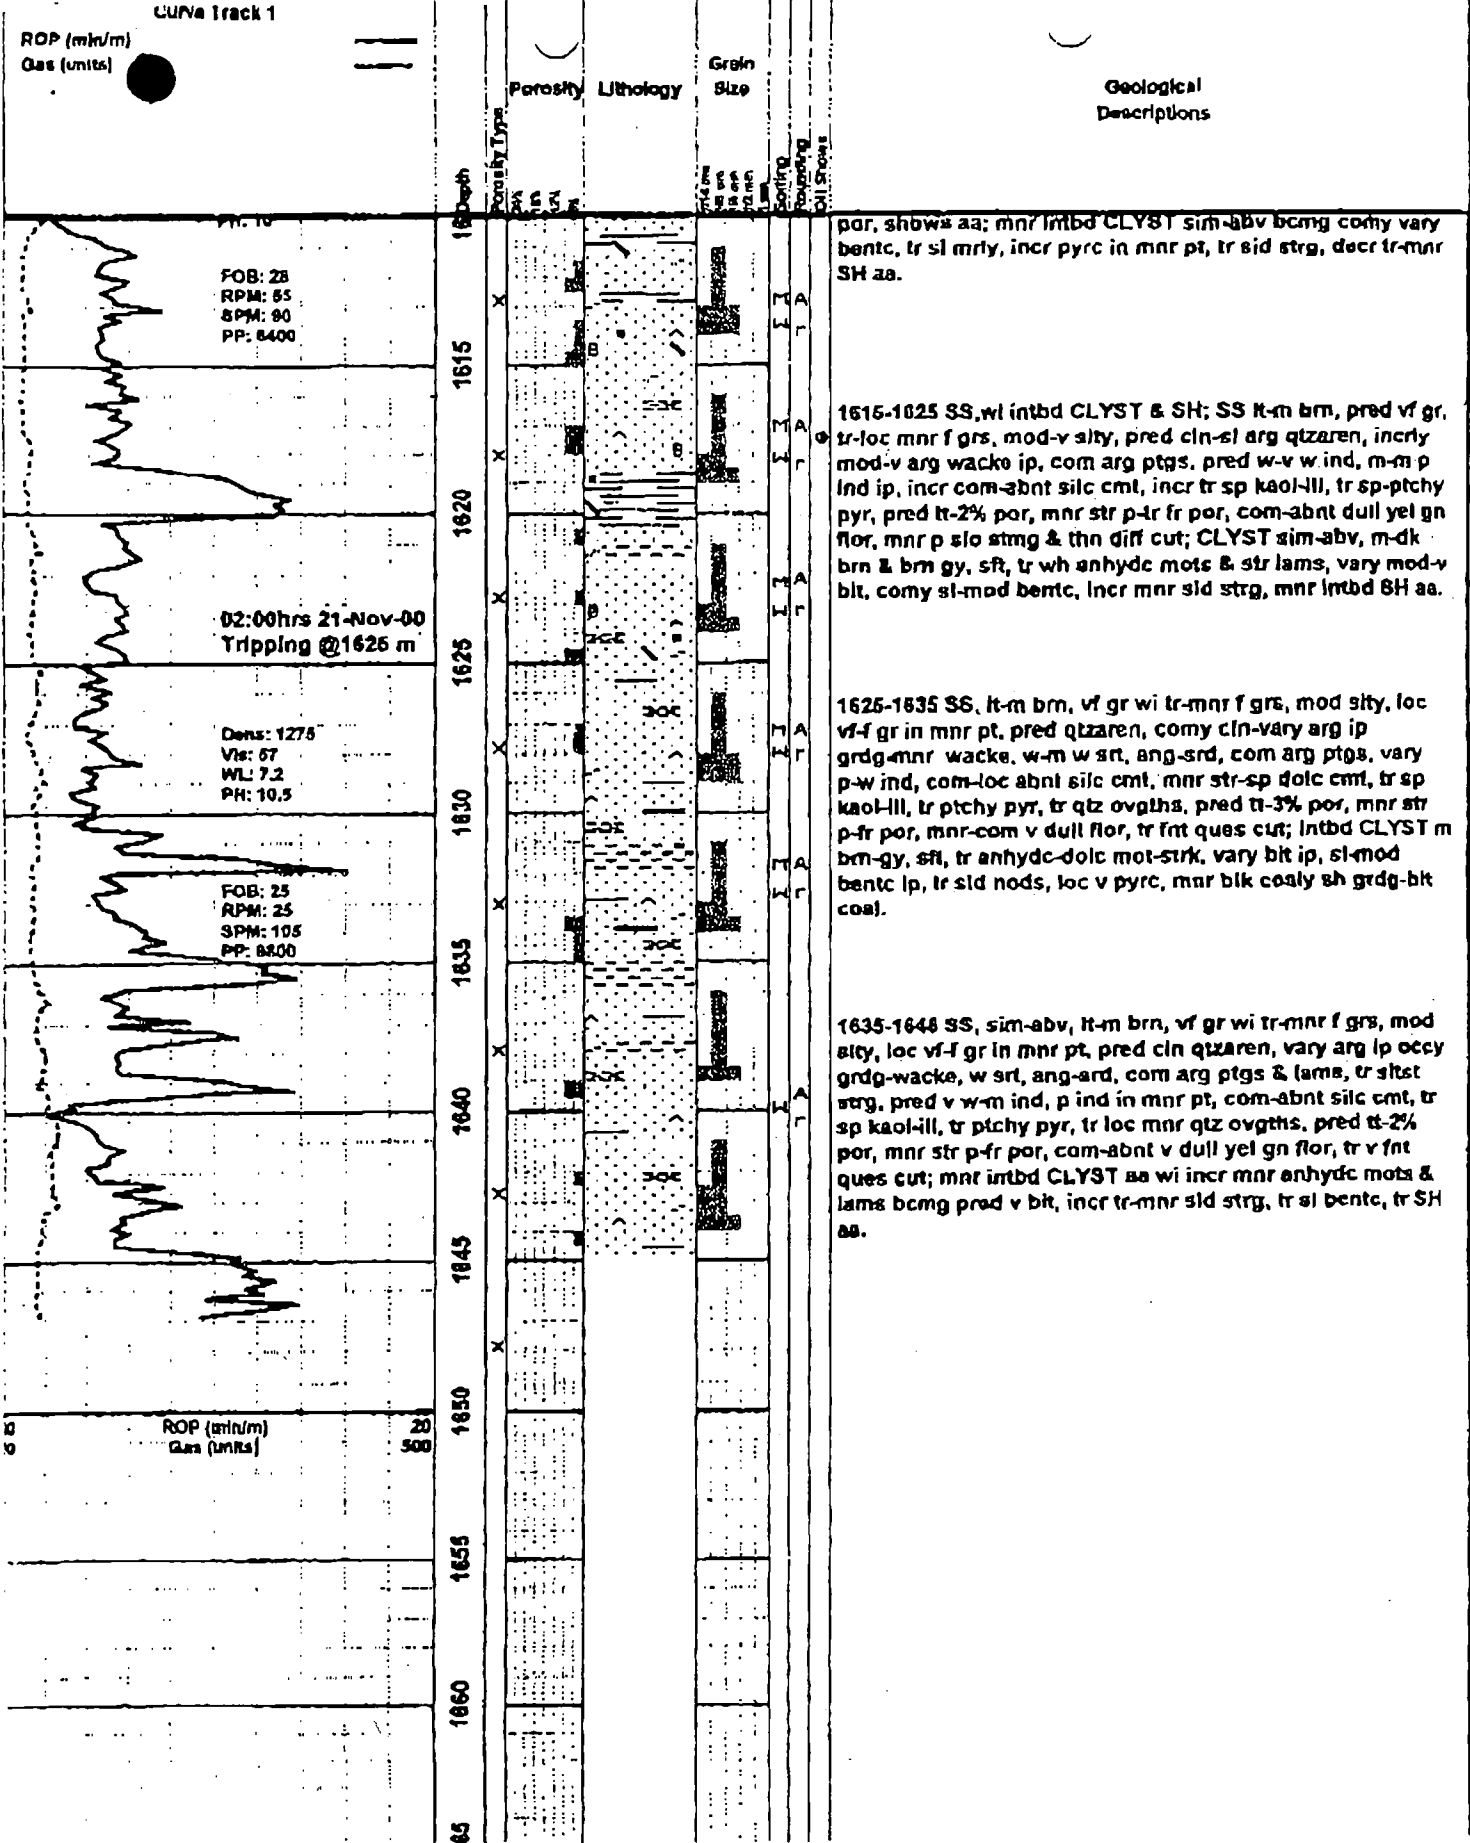 Curve Track 1
ROP (min/m)
Gas (units)
Depth
Porosity Type
Porosity
24%
18%
12%
6%
Lithology
Grain
Size
Sorting
Rounding
Oil Shows
Geological
Descriptions
PH: 10
por, shows aa; mnr intbd CLYST sim-abv bcmg comy vary
bentc, tr sl mrly, incr pyrc in mnr pt, tr sid strg, decr tr-mnr
SH aa.
FOB: 28
RPM: 55
SPM: 90
PP: 8400
1615
1615-1625 SS,wi intbd CLYST & SH; SS lt-m brn, pred vf gr,
tr-loc mnr f grs, mod-v slty, pred cln-sl arg qtzaren, incrly
mod-v arg wacke ip, com arg ptgs, pred w-v w ind, m-m p
ind ip, incr com-abnt silc cmt, incr tr sp kaol-ill, tr sp-ptchy
pyr, pred tt-2% por, mnr str p-tr fr por, com-abnt dull yel gn
flor, mnr p slo stmg & thn diff cut; CLYST sim-abv, m-dk
brn & brn gy, sft, tr wh anhydc mots & str lams, vary mod-v
bit, comy sl-mod bentc, incr mnr sid strg, mnr intbd SH aa.
1620
02:00hrs 21-Nov-00
Tripping @1625 m
1625
1625-1635 SS, lt-m brn, vf gr wi tr-mnr f grs, mod slty, loc
vf-f gr in mnr pt, pred qtzaren, comy cln-vary arg ip
grdg-mnr wacke, w-m w srt, ang-srd, com arg ptgs, vary
p-w ind, com-loc abnt silc cmt, mnr str-sp dolc cmt, tr sp
kaol-ill, tr ptchy pyr, tr qtz ovgths, pred tt-3% por, mnr str
p-fr por, mnr-com v dull flor, tr fnt ques cut; intbd CLYST m
brn-gy, sft, tr anhydc-dolc mot-strk, vary bit ip, sl-mod
bentc ip, tr sid nods, loc v pyrc, mnr blk coaly sh grdg-bit
coal.
Dens: 1275
Vis: 67
WL: 7.2
PH: 10.5
1630
FOB: 25
RPM: 25
SPM: 105
PP: 8800
1635
1635-1646 SS, sim-abv, lt-m brn, vf gr wi tr-mnr f grs, mod
slty, loc vf-f gr in mnr pt, pred cln qtzaren, vary arg ip occy
grdg-wacke, w srt, ang-srd, com arg ptgs & lams, tr sltst
strg, pred v w-m ind, p ind in mnr pt, com-abnt silc cmt, tr
sp kaol-ill, tr ptchy pyr, tr loc mnr qtz ovgths, pred tt-2%
por, mnr str p-fr por, com-abnt v dull yel gn flor, tr v fnt
ques cut; mnr intbd CLYST aa wi incr mnr anhydc mots &
lams bcmg pred v bit, incr tr-mnr sid strg, tr sl bentc, tr SH
aa.
1640
1645
1650
ROP (min/m) 20
Gas (units) 500
1655
1660
65